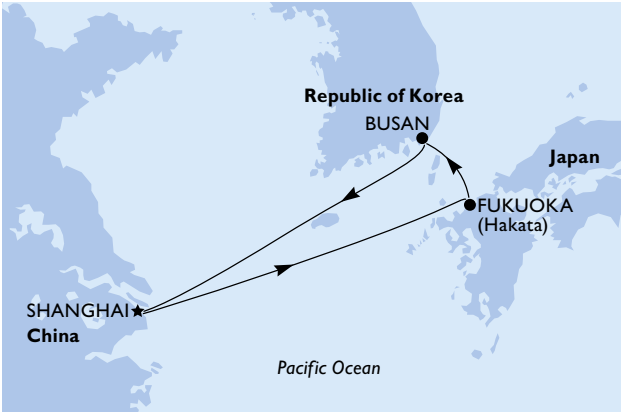 Republic of Korea
BUSAN
Japan
FUKUOKA
(Hakata)
SHANGHAI
China
Pacific Ocean